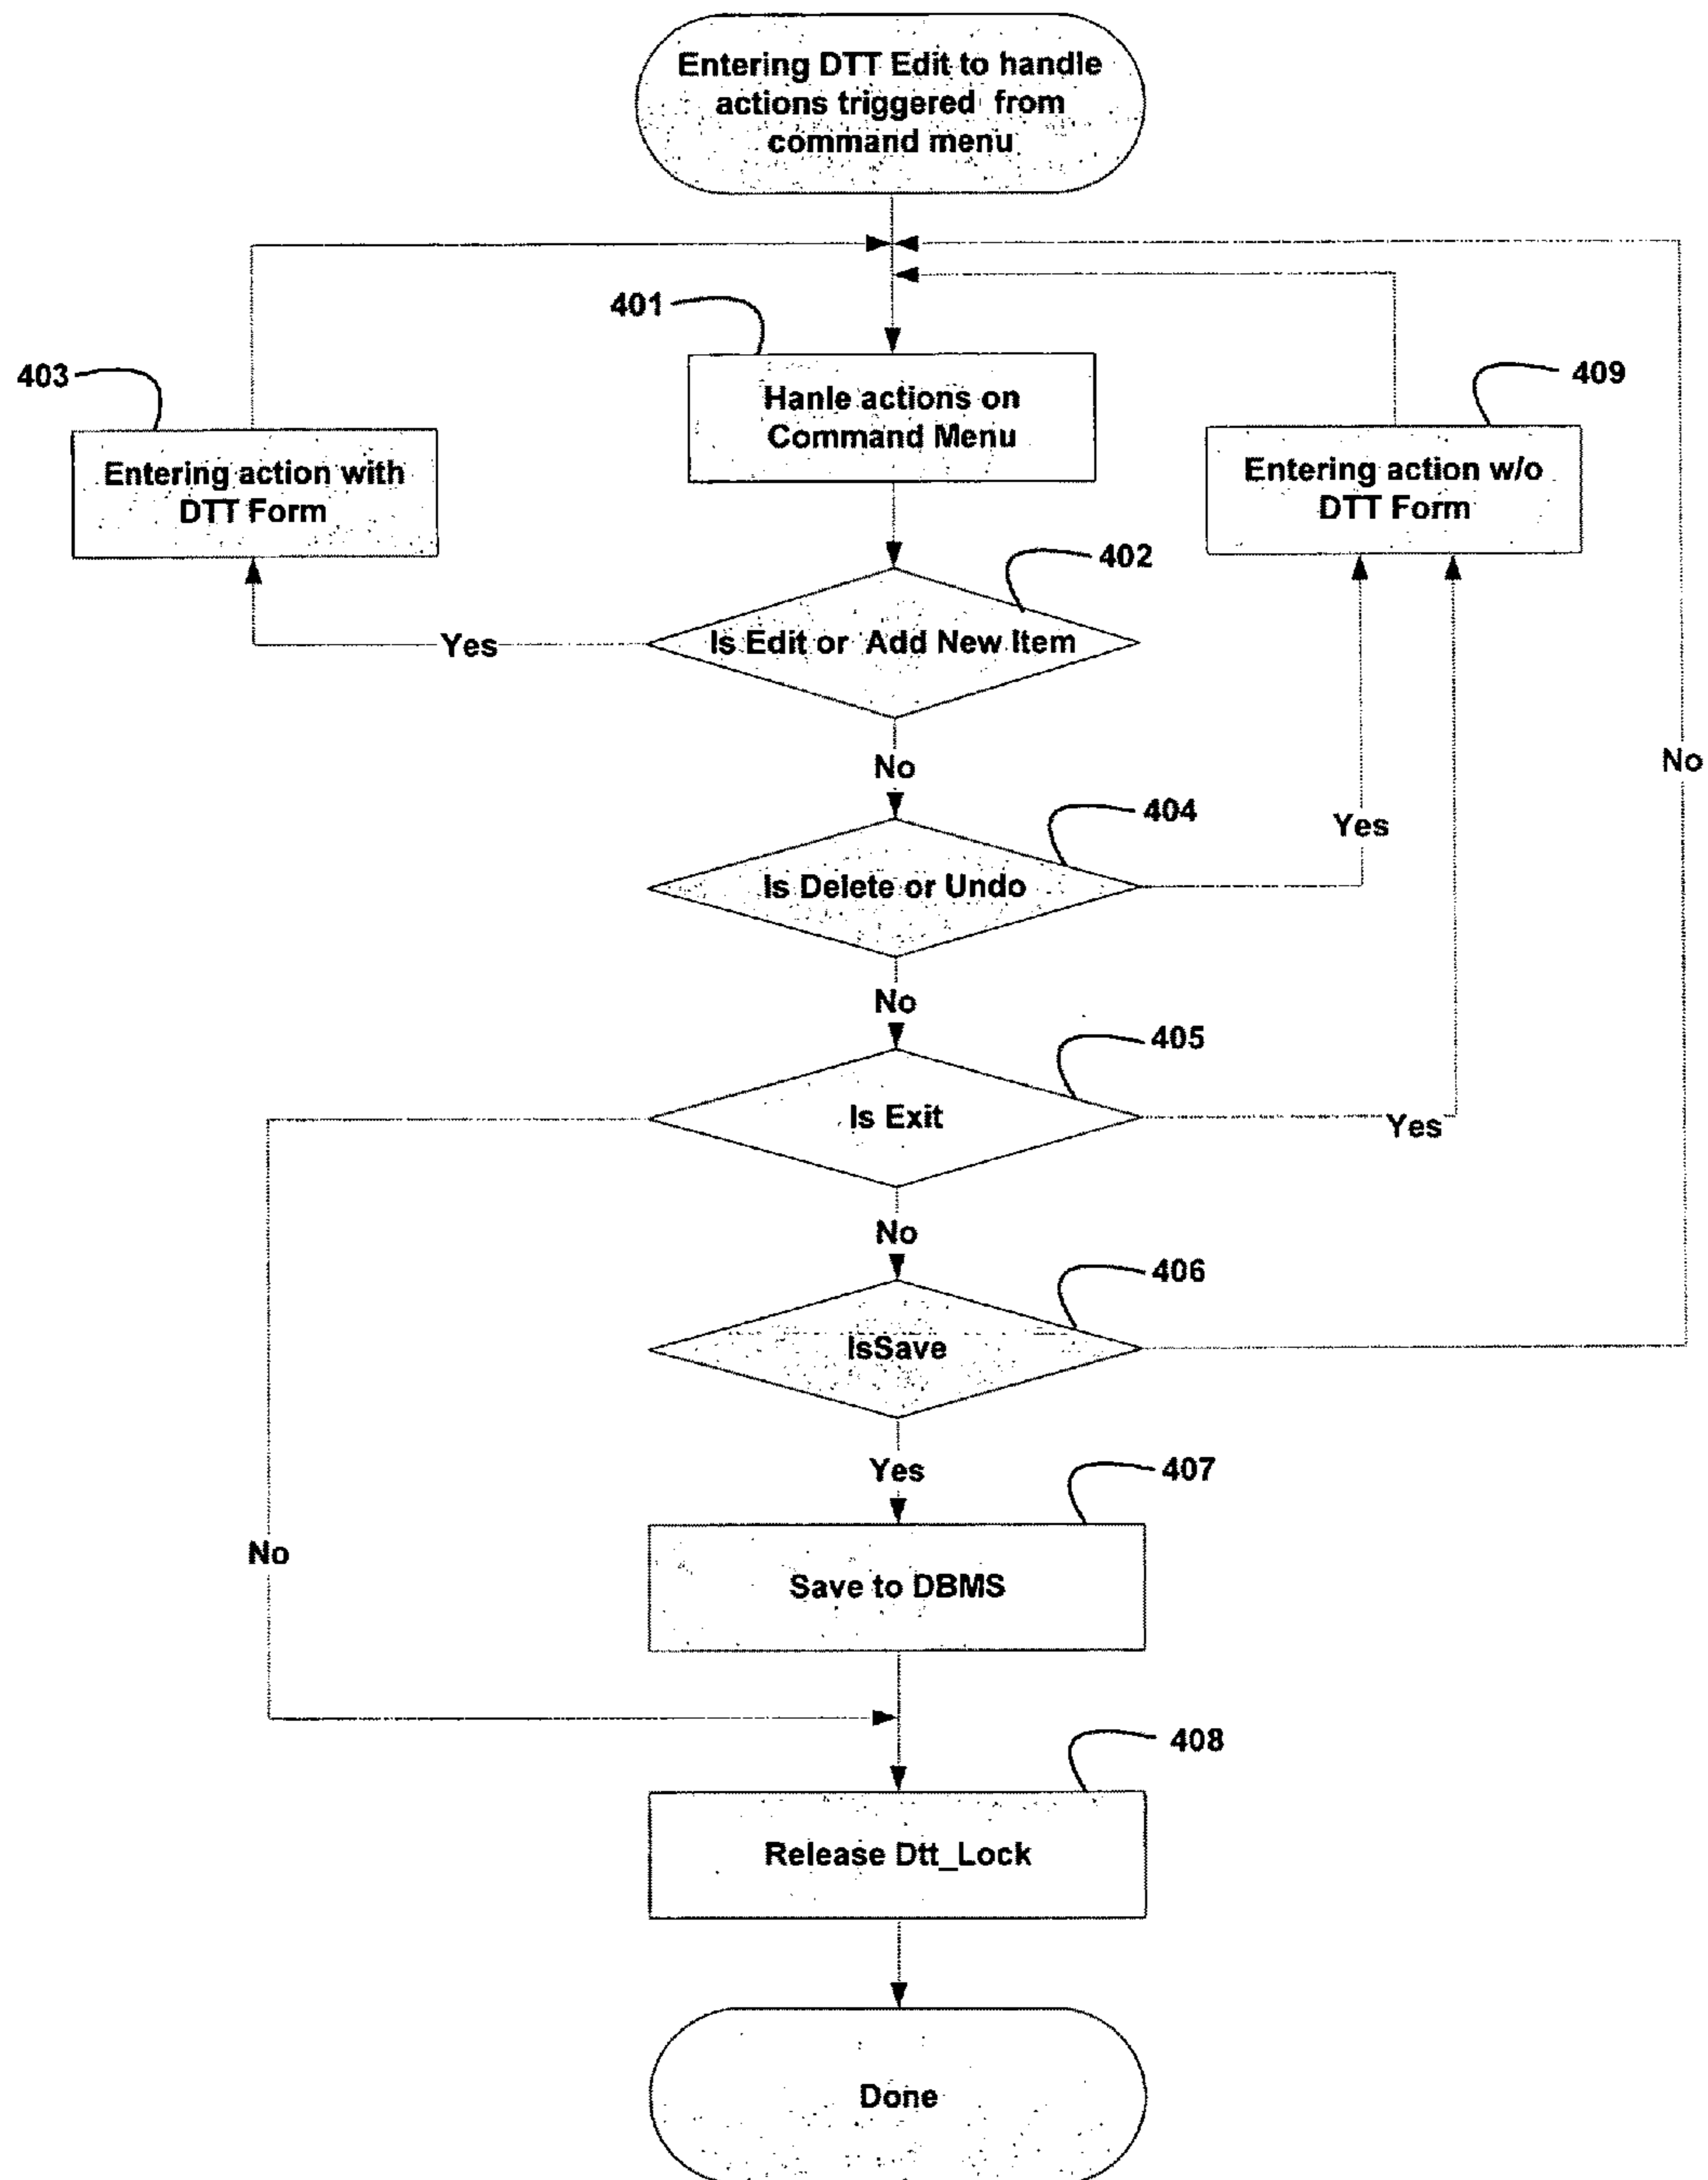 Entering DTT Edit to handle
actions triggered from
command menu
401
Hanle actions on
Command Menu
403
Entering action with
DTT Form
409
Entering action w/o
DTT Form
402
Is Edit or Add New Item
Yes
No
No
404
Is Delete or Undo
Yes
No
405
Is Exit
Yes
No
406
IsSave
Yes
407
No
Save to DBMS
408
Release Dtt_Lock
Done